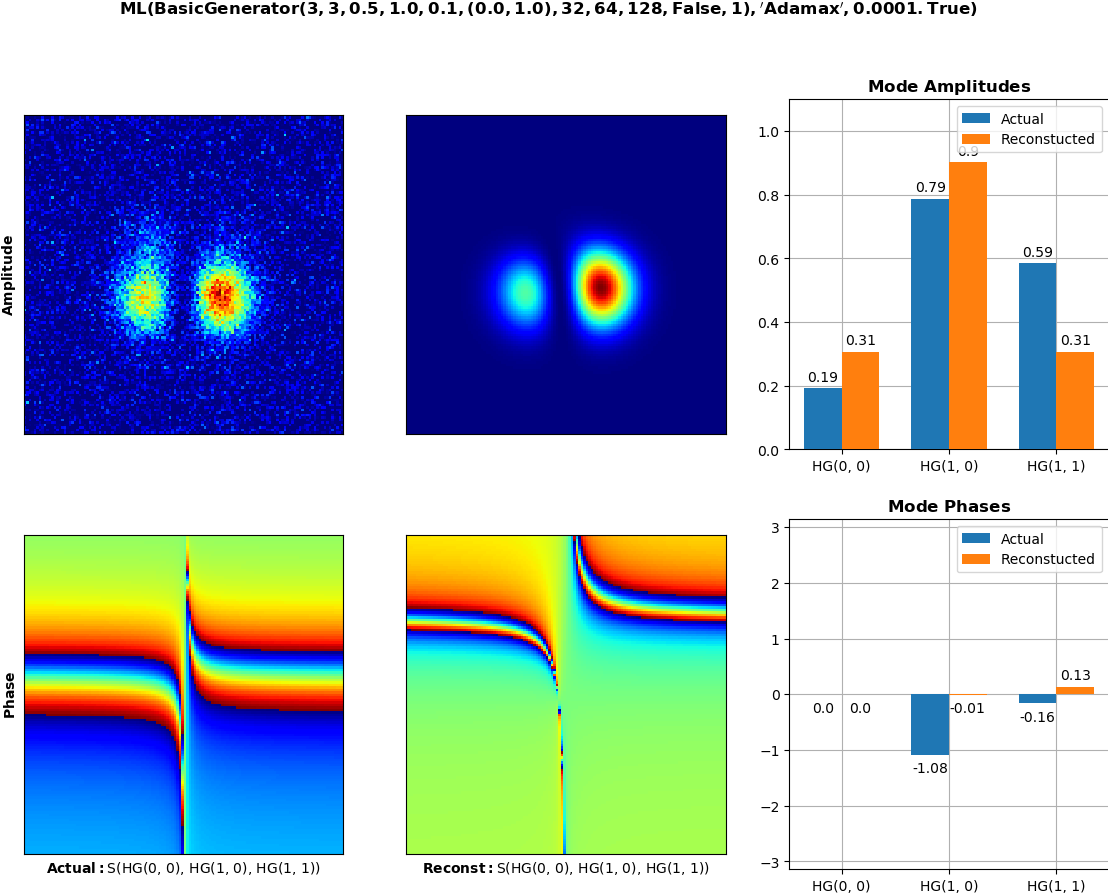 ML(BasicGenerator(3, 3, 0.5, 1.0, 0.1, (0.0, 1.0), 32, 64, 128, False, 1), 'Adamax', 0.0001. True)
Amplitude
Mode Amplitudes
Actual
Reconstucted
1.0
0.8
0.6
0.4
0.2
0.0
0.19
0.31
0.79
0.9
0.59
0.31
HG(0, 0)
HG(1, 0)
HG(1, 1)
Phase
Actual: S(HG(0, 0), HG(1, 0), HG(1, 1))
Reconst: S(HG(0, 0), HG(1, 0), HG(1, 1))
Mode Phases
Actual
Reconstucted
3
2
1
0
−1
−2
−3
0.0
0.0
-1.08
-0.01
-0.16
0.13
HG(0, 0)
HG(1, 0)
HG(1, 1)